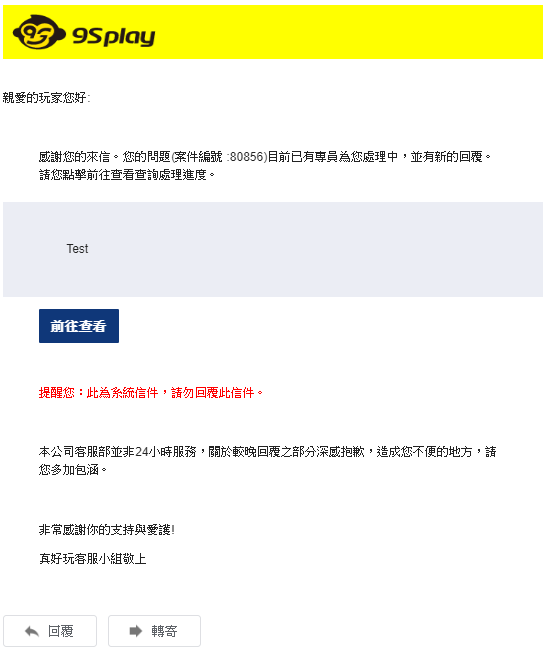 9Splay
親愛的玩家您好:
感謝您的來信。您的問題(案件編號 :80856)目前已有專員為您處理中，並有新的回覆。
請您點擊前往查看查詢處理進度。
Test
前往查看
提醒您：此為系統信件，請勿回覆此信件。
本公司客服部並非24小時服務，關於較晚回覆之部分深感抱歉，造成您不便的地方，請
您多加包涵。
非常感謝你的支持與愛護!
真好玩客服小組敬上
回覆
轉寄